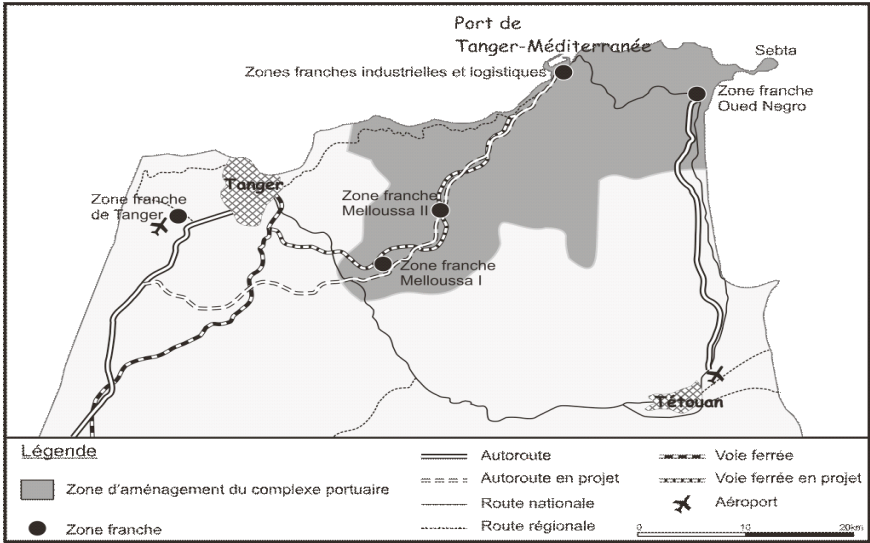 Port de
Tanger-Méditerranée
Sebta
Zones franches industrielles et logistiques
Zone franche
Oued Negro
Tanger
Zone franche
de Tanger
Zone franche
Melloussa II
Zone franche
Melloussa I
Tétouan
Légende
Zone d'aménagement du complexe portuaire
Zone franche
Autoroute
Autoroute en projet
Route nationale
Route régionale
Voie ferrée
Voie ferrée en projet
Aéroport
0 10 20km